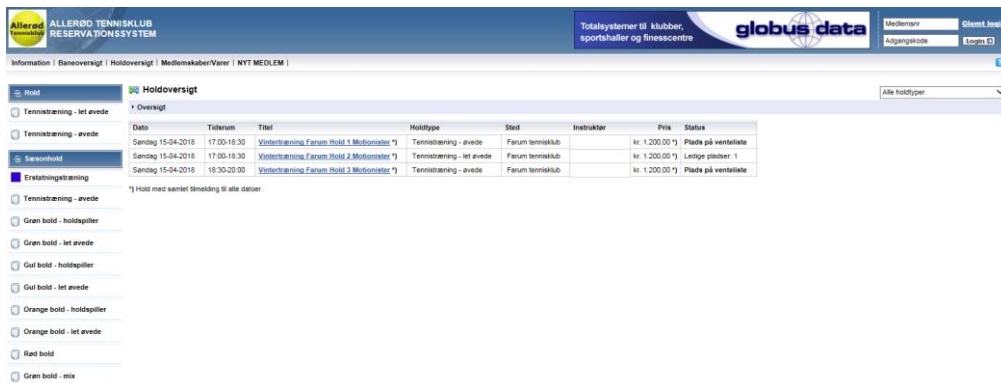 Allerød
Tennisklub
ALLERØD TENNISKLUB
RESERVATIONSSYSTEM
Totalsystemer til klubber,
sportshaller og finesscentre
globus data
Medlemsnr
Glemt logi
Adgangskode
Login
Information | Baneoversigt | Holdoversigt | Medlemskaber/Varer | NYT MEDLEM |
Hold
Tennistræning - let øvede
Tennistræning - øvede
Sæsonhold
Erstatningstræning
Tennistræning - øvede
Grøn bold - holdspiller
Grøn bold - let øvede
Gul bold - holdspiller
Gul bold - let øvede
Orange bold - holdspiller
Orange bold - let øvede
Rød bold
Grøn bold - mix
Holdoversigt
Alle holdtyper
Oversigt
Dato Tidsrum Titel Holdtype Sted Instruktør Pris Status
Søndag 15-04-2018 17:00-18:30 Vintertræning Farum Hold 1 Motionister *) Tennistræning - øvede Farum tennisklub kr. 1.200,00 *) Plads på venteliste
Søndag 15-04-2018 17:00-18:30 Vintertræning Farum Hold 2 Motionister *) Tennistræning - let øvede Farum tennisklub kr. 1.200,00 *) Ledige pladser: 1
Søndag 15-04-2018 18:30-20:00 Vintertræning Farum Hold 3 Motionister *) Tennistræning - øvede Farum tennisklub kr. 1.200,00 *) Plads på venteliste
*) Hold med samlet tilmelding til alle datoer.